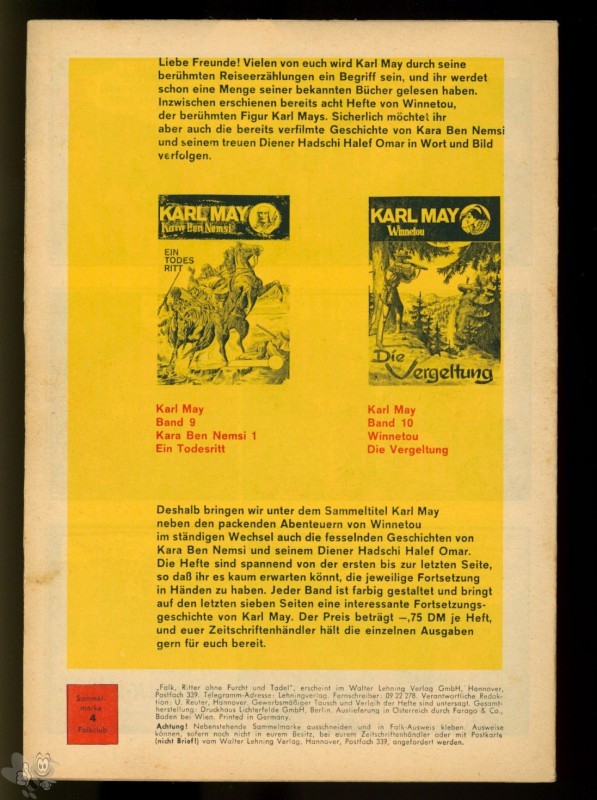 Liebe Freunde! Vielen von euch wird Karl May durch seine
berühmten Reiseerzählungen ein Begriff sein, und ihr werdet
schon eine Menge seiner bekannten Bücher gelesen haben.
Inzwischen erschienen bereits acht Hefte von Winnetou,
der berühmten Figur Karl Mays. Sicherlich möchtet ihr
aber auch die bereits verfilmte Geschichte von Kara Ben Nemsi
und seinem treuen Diener Hadschi Halef Omar in Wort und Bild
verfolgen.
KARL MAY
Kara Ben Nemsi
EIN
TODES
RITT
KARL MAY
Winnetou
Die
Vergeltung
Karl May
Band 9
Kara Ben Nemsi 1
Ein Todesritt
Karl May
Band 10
Winnetou
Die Vergeltung
Deshalb bringen wir unter dem Sammeltitel Karl May
neben den packenden Abenteuern von Winnetou
im ständigen Wechsel auch die fesselnden Geschichten von
Kara Ben Nemsi und seinem Diener Hadschi Halef Omar.
Die Hefte sind spannend von der ersten bis zur letzten Seite,
so daß ihr es kaum erwarten könnt, die jeweilige Fortsetzung
in Händen zu haben. Jeder Band ist farbig gestaltet und bringt
auf den letzten sieben Seiten eine interessante Fortsetzungs-
geschichte von Karl May. Der Preis beträgt —,75 DM je Heft,
und euer Zeitschriftenhändler hält die einzelnen Ausgaben
gern für euch bereit.
Sammel-
marke
4
Falkclub
„Falk, Ritter ohne Furcht und Tadel", erscheint im Walter Lehning Verlag GmbH, Hannover,
Postfach 339. Telegramm-Adresse: Lehningverlag. Fernschreiber: 09 22 278. Verantwortliche Redak-
tion: U. Reuter, Hannover. Gewerbsmäßiger Tausch und Verleih der Hefte sind untersagt. Gesamt-
herstellung: Druckhaus Lichterfelde GmbH, Berlin. Auslieferung in Österreich durch Farago & Co.,
Baden bei Wien. Printed in Germany.
Achtung! Nebenstehende Sammelmarke ausschneiden und in Falk-Ausweis kleben. Ausweise
können, sofern noch nicht in eurem Besitz, bei eurem Zeitschriftenhändler oder mit Postkarte
(nicht Brief!) vom Walter Lehning Verlag, Hannover, Postfach 339, angefordert werden.